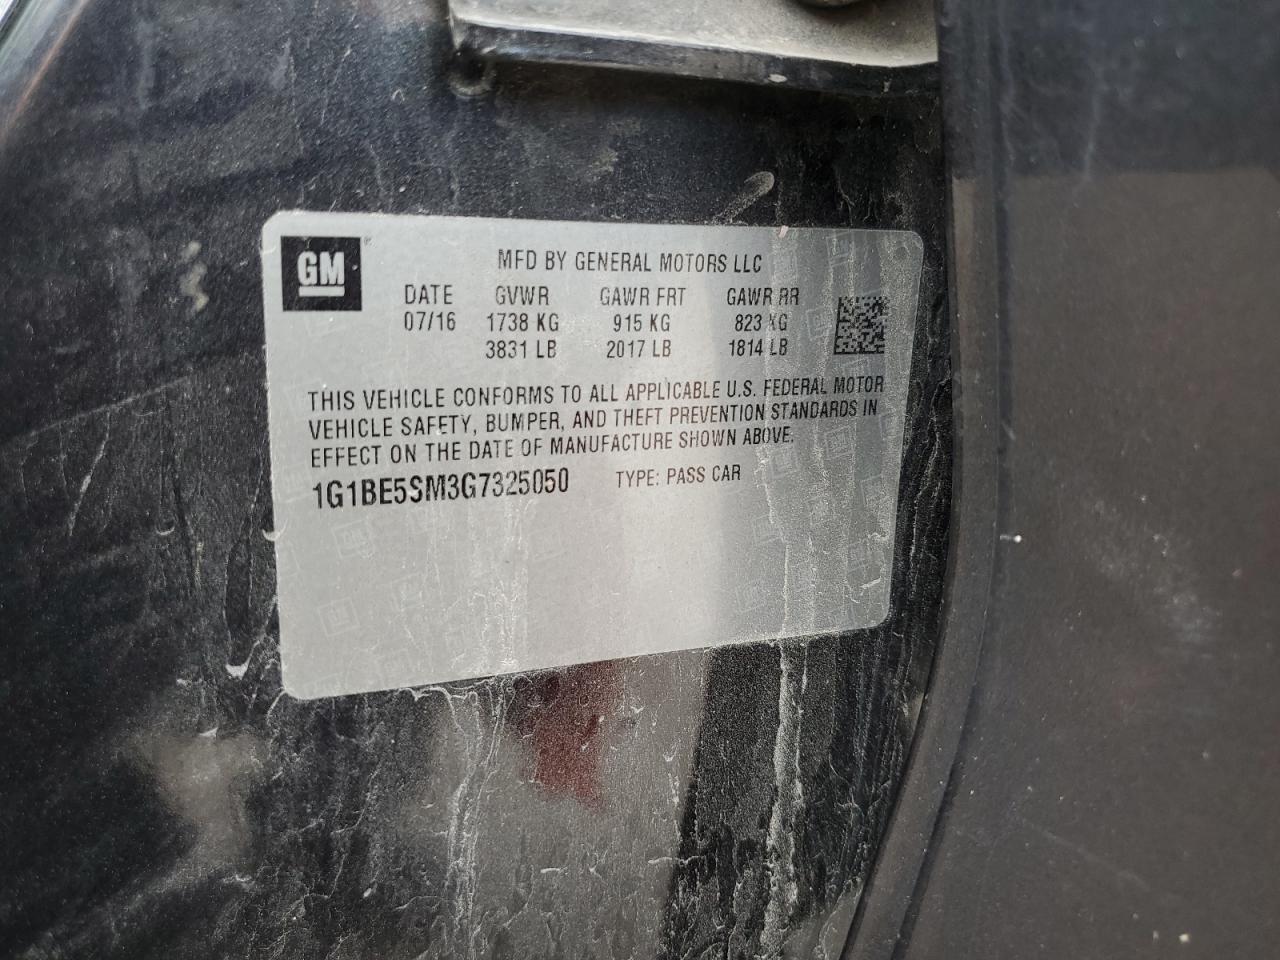 GM
MFD BY GENERAL MOTORS LLC
DATE GVWR GAWR FRT GAWR RR
07/16 1738 KG 915 KG 823 KG
3831 LB 2017 LB 1814 LB
THIS VEHICLE CONFORMS TO ALL APPLICABLE U.S. FEDERAL MOTOR
VEHICLE SAFETY, BUMPER, AND THEFT PREVENTION STANDARDS IN
EFFECT ON THE DATE OF MANUFACTURE SHOWN ABOVE.
1G1BE5SM3G7325050 TYPE: PASS CAR